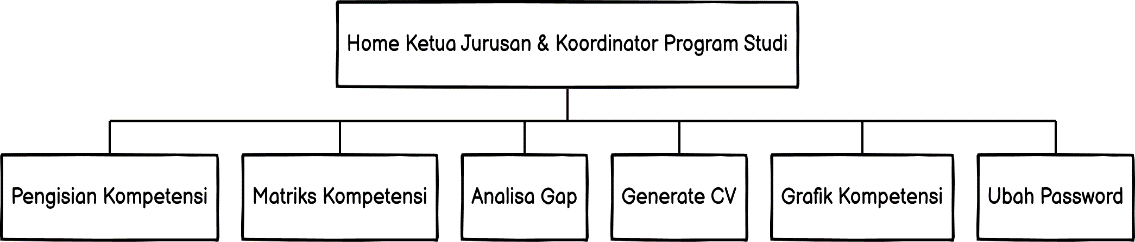 Home Ketua Jurusan & Koordinator Program Studi
Pengisian Kompetensi
Matriks Kompetensi
Analisa Gap
Generate CV
Grafik Kompetensi
Ubah Password